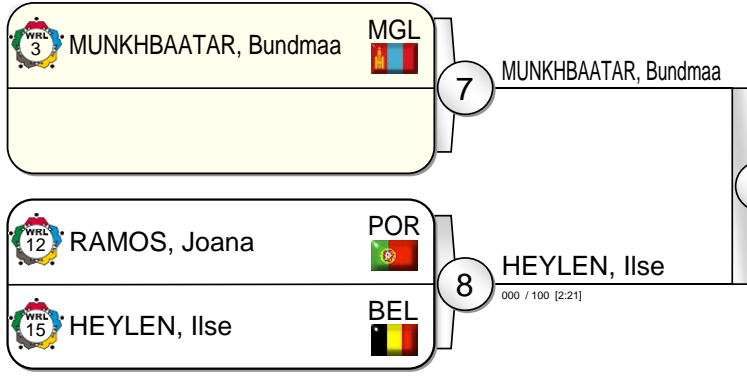 WRL
3
MUNKHBAATAR, Bundmaa
MGL
7
MUNKHBAATAR, Bundmaa
WRL
12
RAMOS, Joana
POR
8
HEYLEN, Ilse
000 / 100 [2:21]
WRL
15
HEYLEN, Ilse
BEL